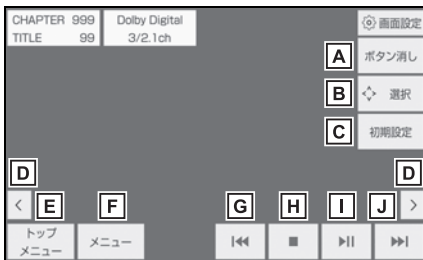 CHAPTER 999
TITLE 99
Dolby Digital
3/2.1ch
画面設定
A ボタン消し
B 選択
C 初期設定
D
D
E
F
G
H
I
J
トップ
メニュー
メニュー